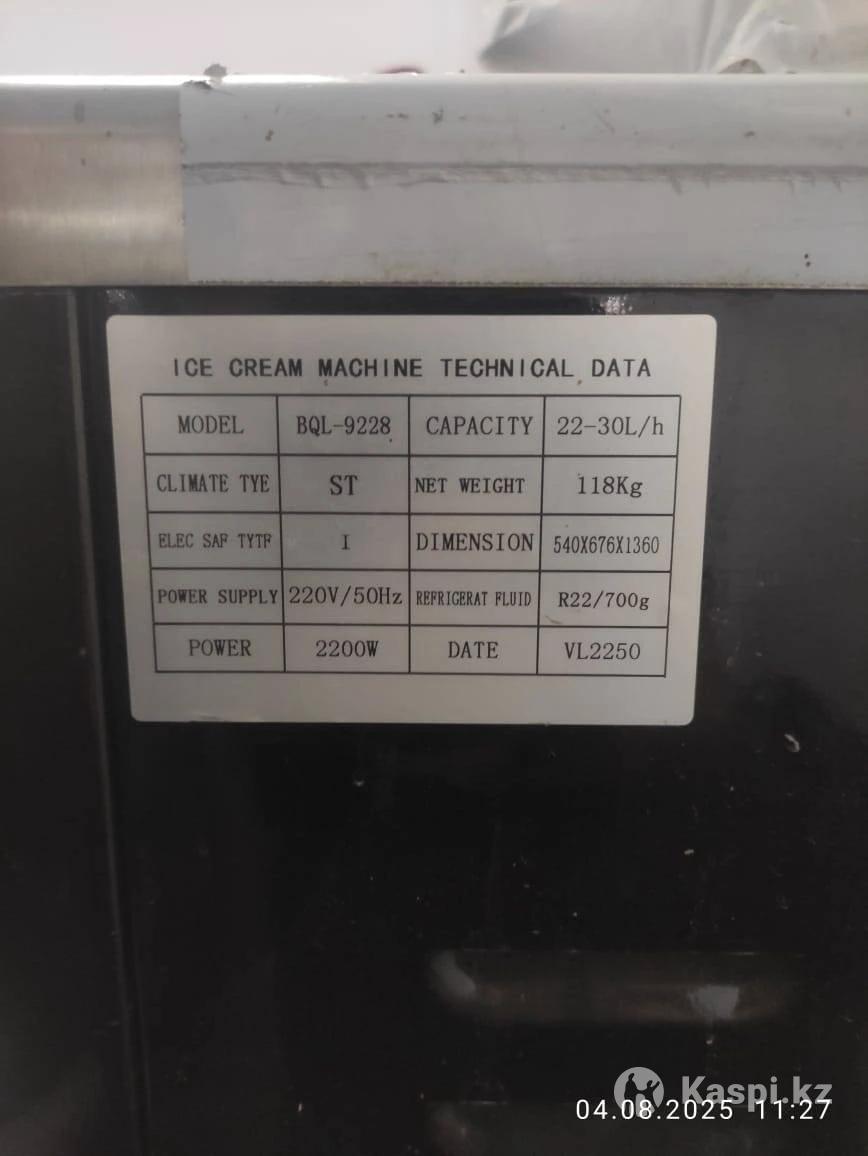 ICE CREAM MACHINE TECHNICAL DATA
MODEL BQL-9228 CAPACITY 22-30L/h
CLIMATE TYE ST NET WEIGHT 118Kg
ELEC SAF TYTF I DIMENSION 540X676X1360
POWER SUPPLY 220V/50Hz REFRIGERAT FLUID R22/700g
POWER 2200W DATE VL2250
Kaspi.kz
04.08.2025 11:27